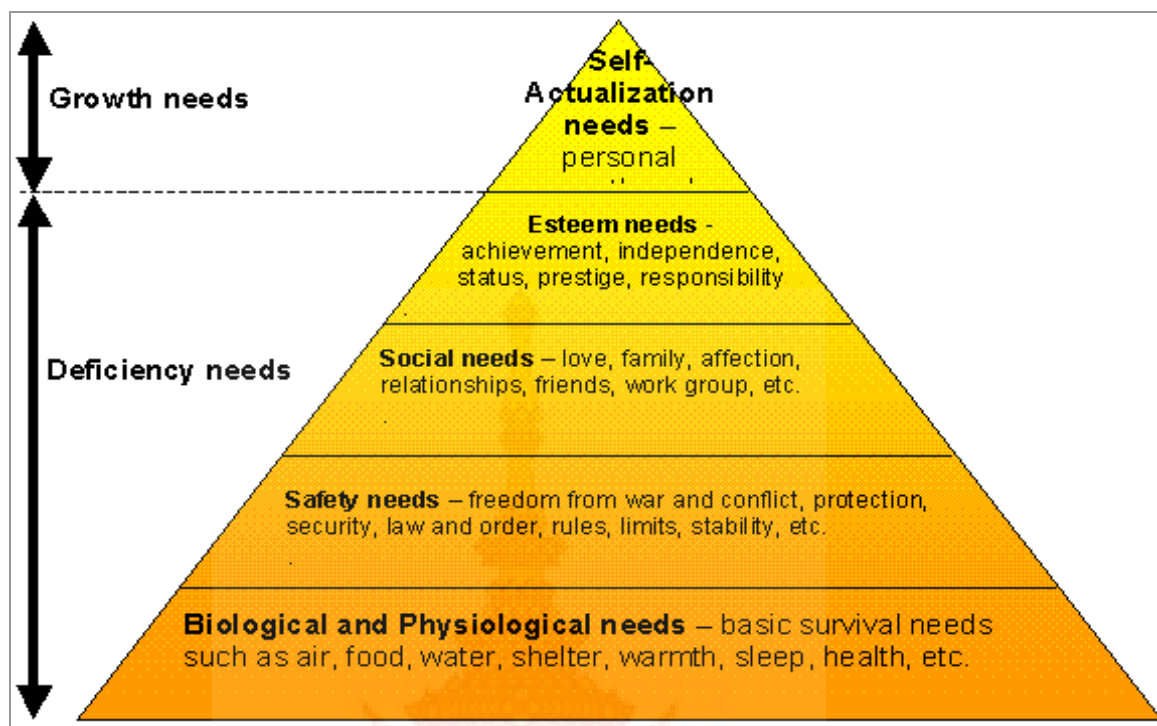 Growth needs
Self-
Actualization
needs –
personal
Esteem needs -
achievement, independence,
status, prestige, responsibility
Deficiency needs
Social needs – love, family, affection,
relationships, friends, work group, etc.
Safety needs – freedom from war and conflict, protection,
security, law and order, rules, limits, stability, etc.
Biological and Physiological needs – basic survival needs
such as air, food, water, shelter, warmth, sleep, health, etc.